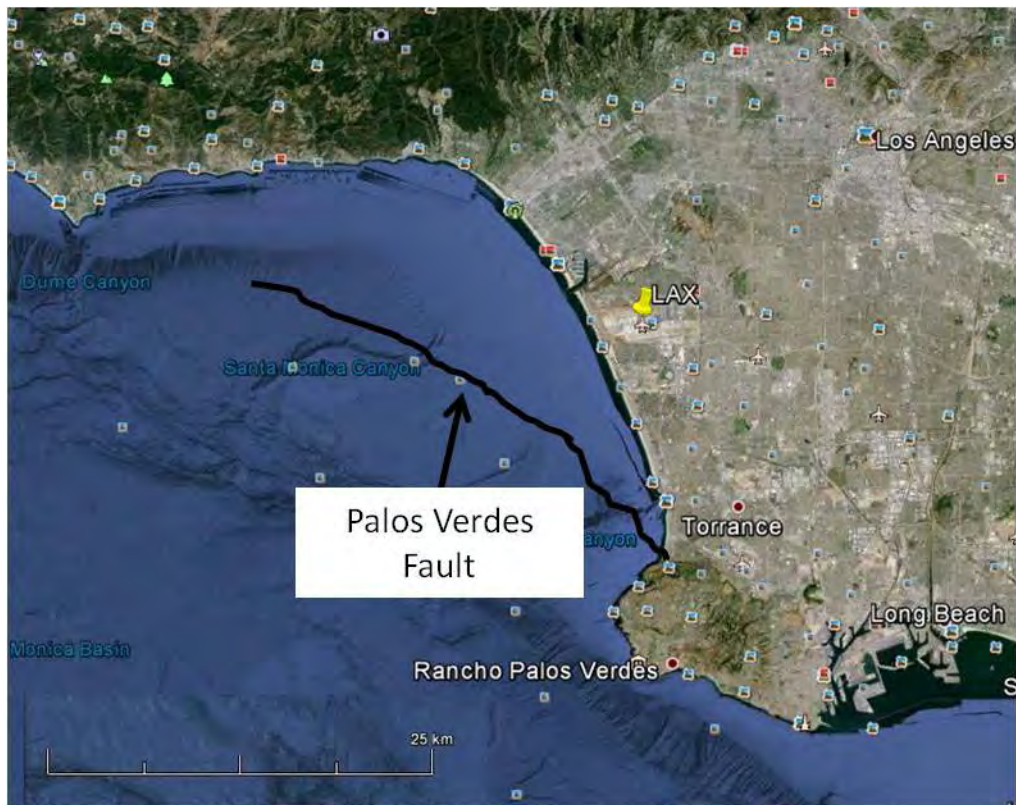 Los Angeles
Dume Canyon
LAX
Santa Monica Canyon
Palos Verdes
Fault
anyon
Torrance
Long Beach
Monica Basin
Rancho Palos Verdes
S
25 km